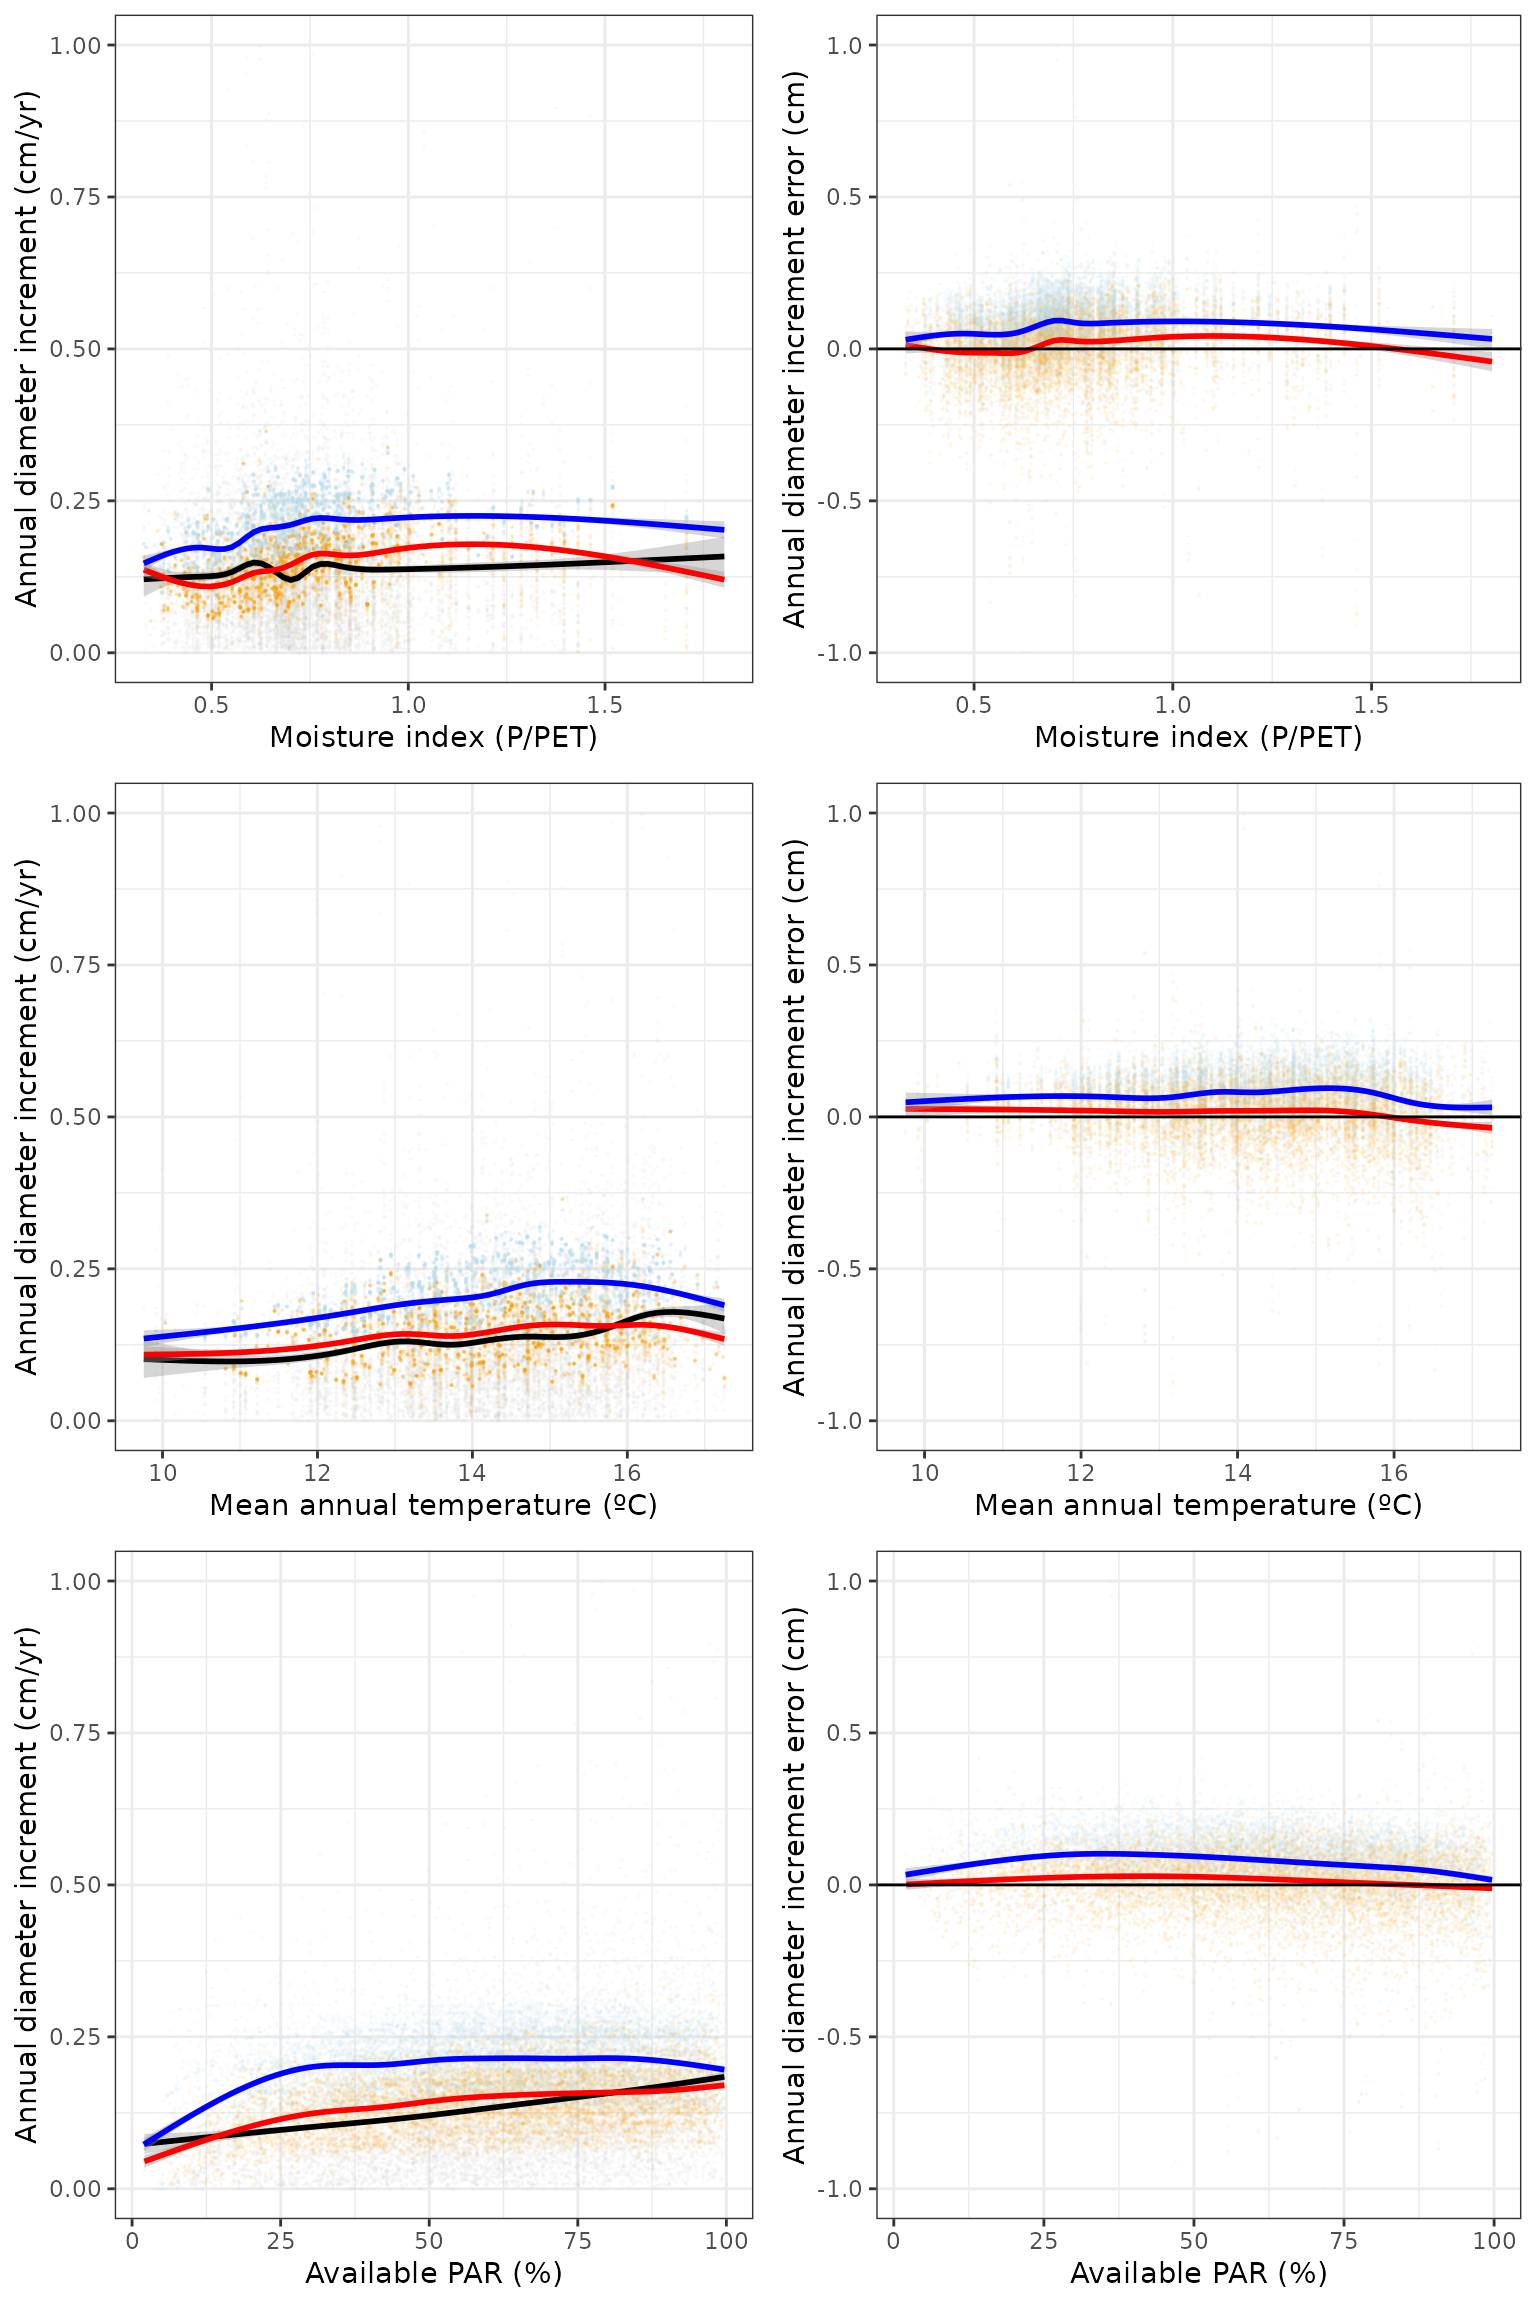 Annual diameter increment (cm/yr)
1.00
0.75
0.50
0.25
0.00
0.5 1.0 1.5
Moisture index (P/PET)
Annual diameter increment error (cm)
1.0
0.5
0.0
-0.5
-1.0
0.5 1.0 1.5
Moisture index (P/PET)
Annual diameter increment (cm/yr)
1.00
0.75
0.50
0.25
0.00
10 12 14 16
Mean annual temperature (ºC)
Annual diameter increment error (cm)
1.0
0.5
0.0
-0.5
-1.0
10 12 14 16
Mean annual temperature (ºC)
Annual diameter increment (cm/yr)
1.00
0.75
0.50
0.25
0.00
0 25 50 75 100
Available PAR (%)
Annual diameter increment error (cm)
1.0
0.5
0.0
-0.5
-1.0
0 25 50 75 100
Available PAR (%)